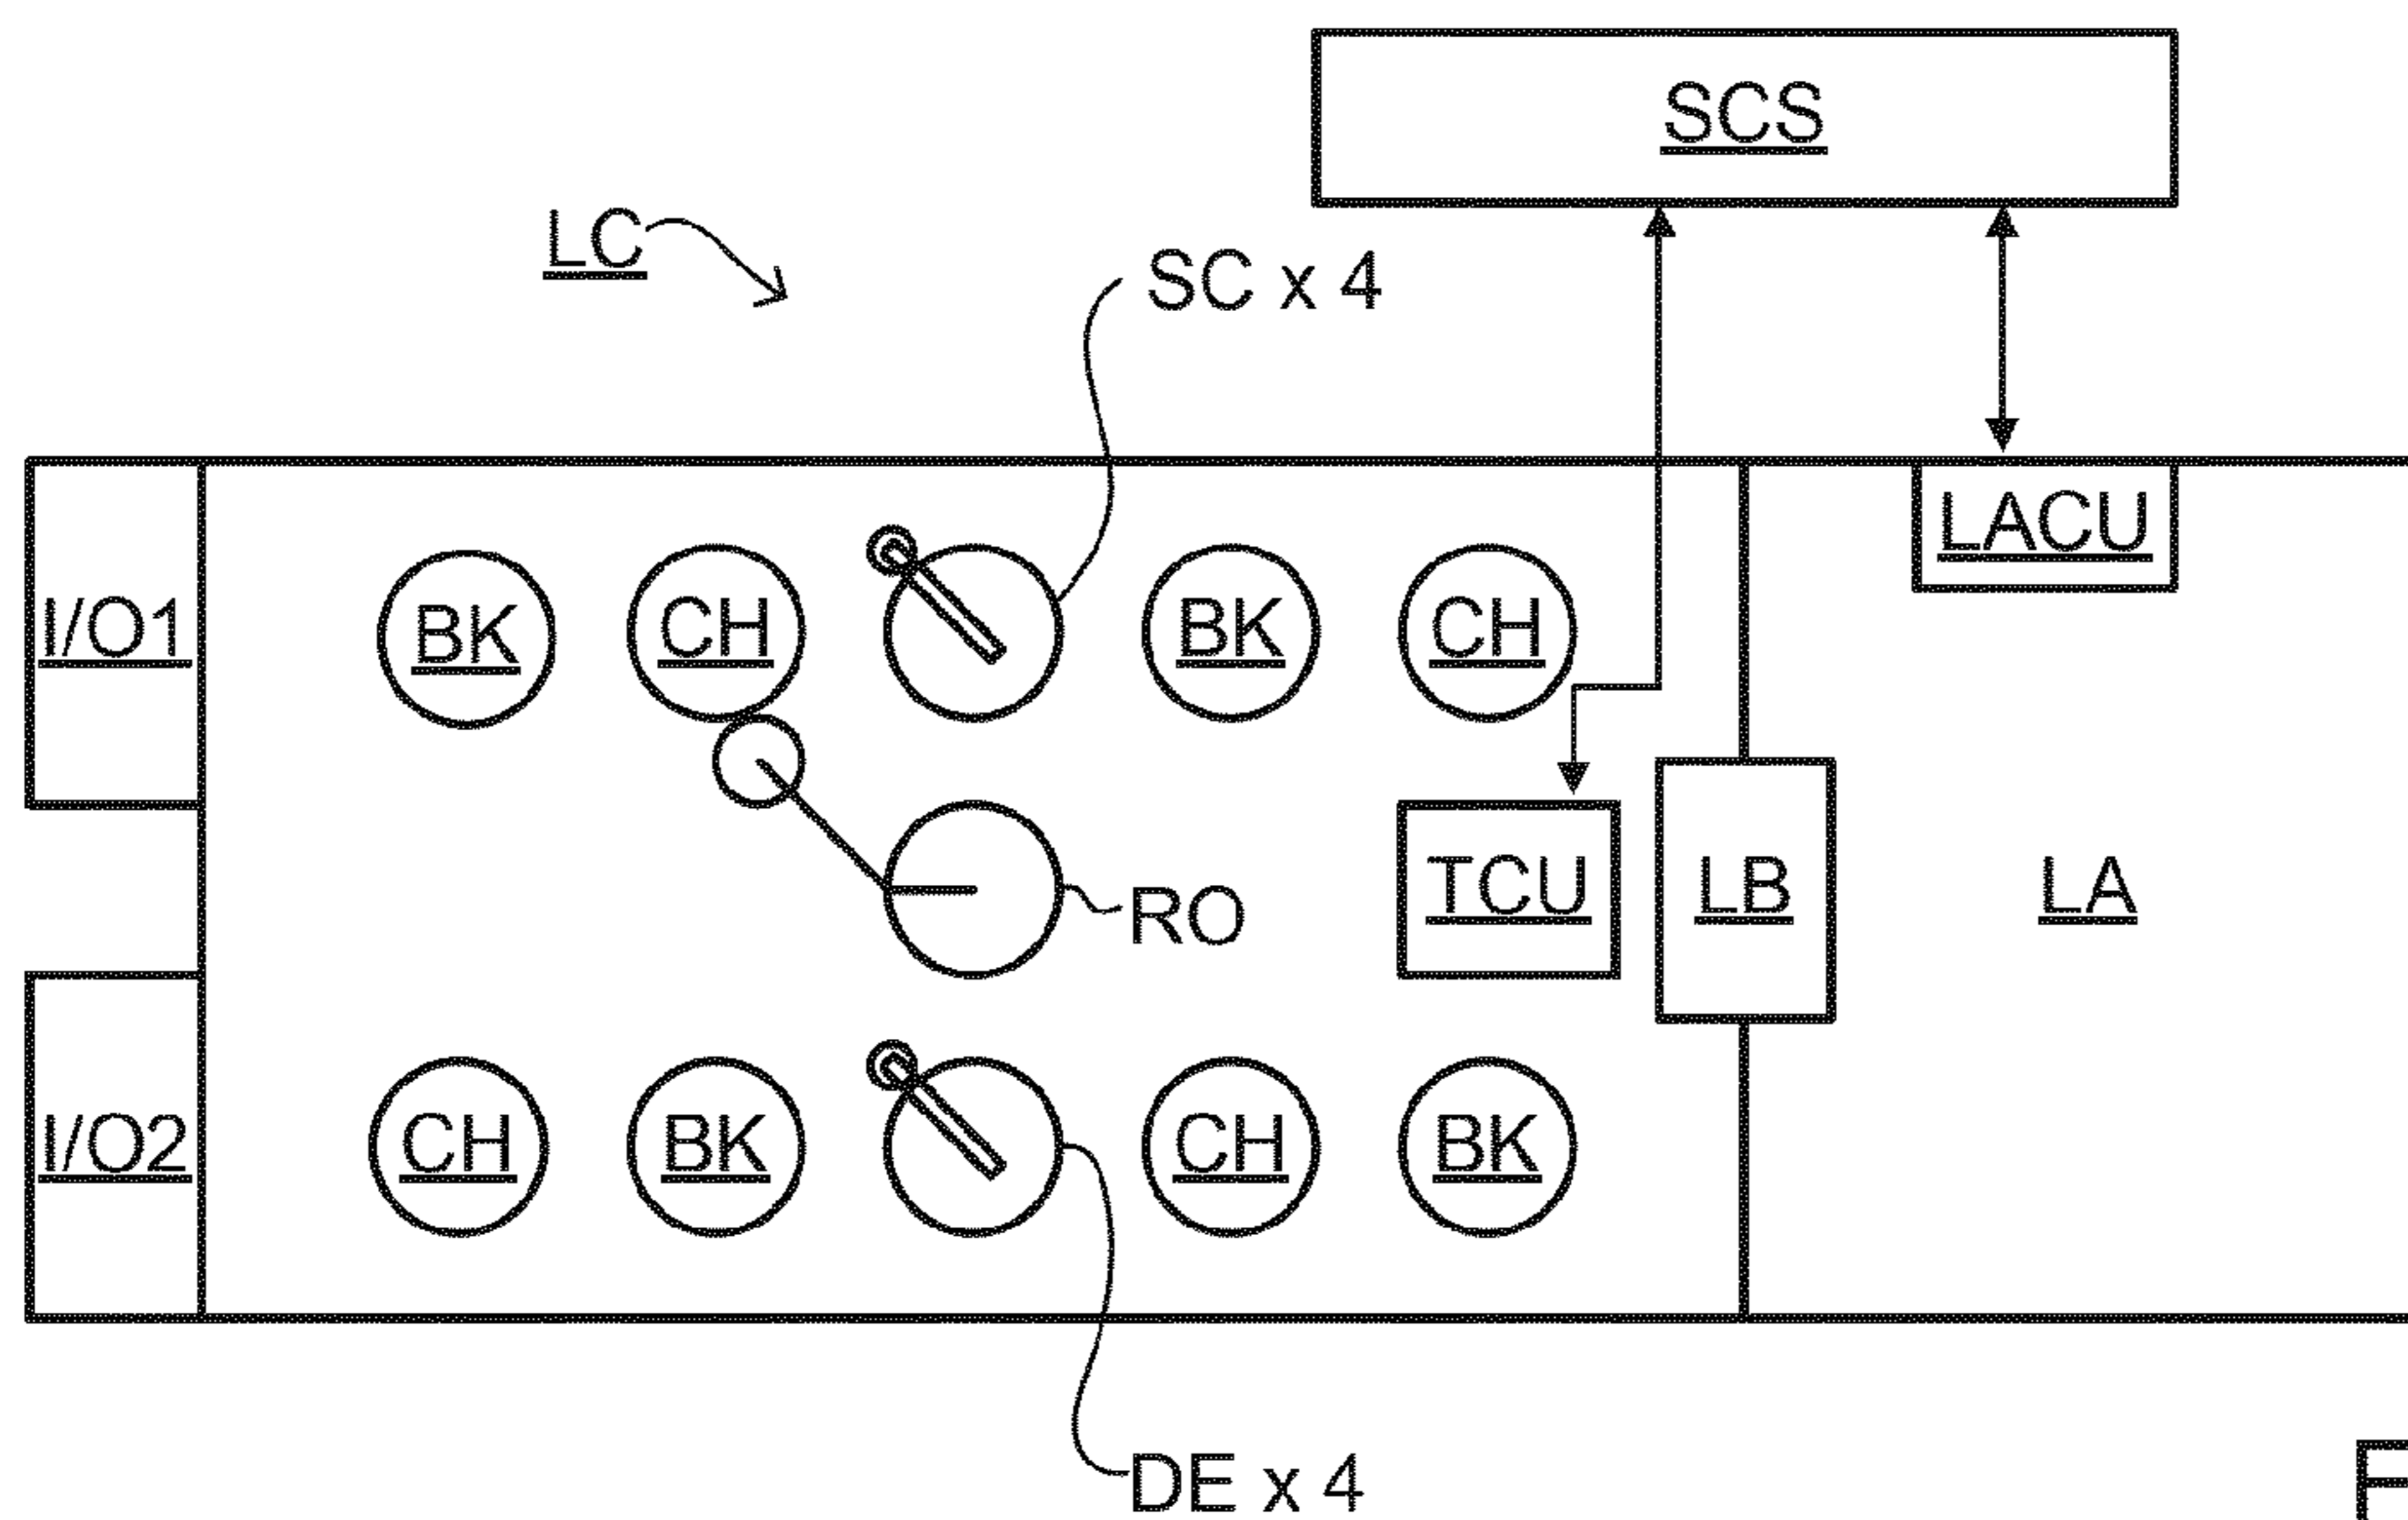 SCS
LC
SC x 4
LACU
I/O1
BK
CH
BK
CH
RO
TCU
LB
LA
I/O2
CH
BK
CH
BK
DE x 4
F